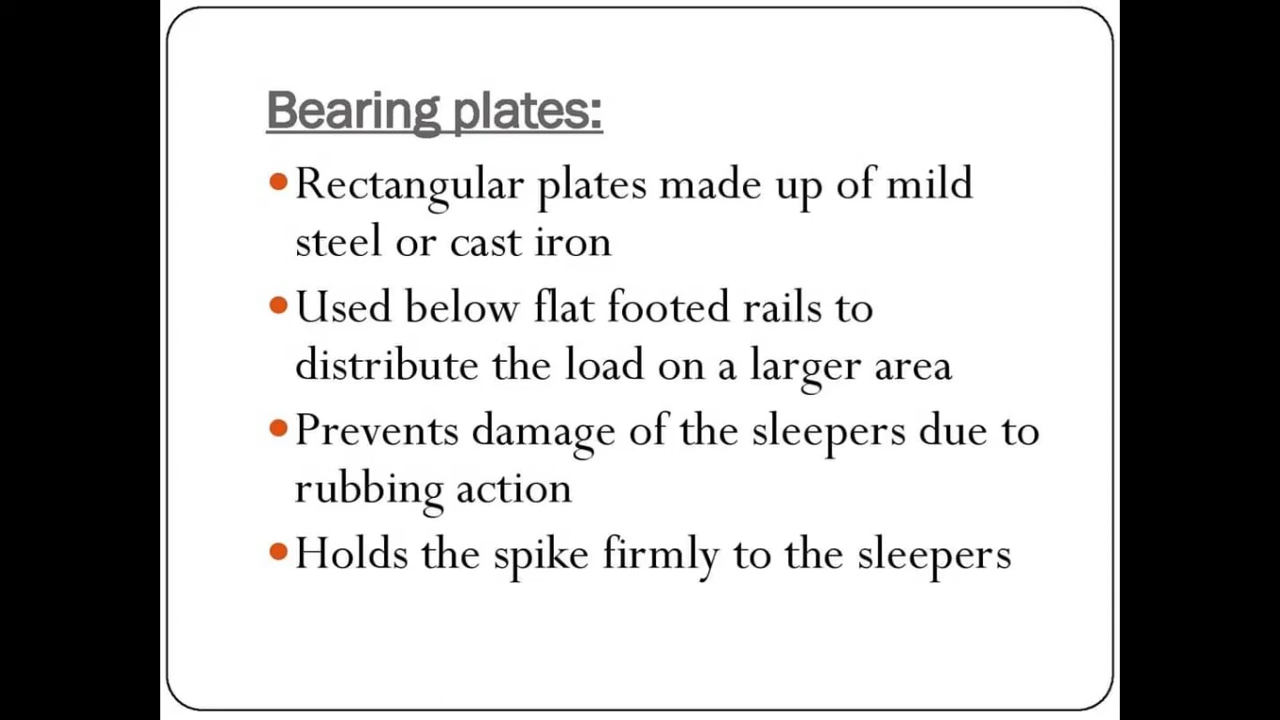 Bearing plates:
•Rectangular plates made up of mild
steel or cast iron
•Used below flat footed rails to
distribute the load on a larger area
•Prevents damage of the sleepers due to
rubbing action
•Holds the spike firmly to the sleepers